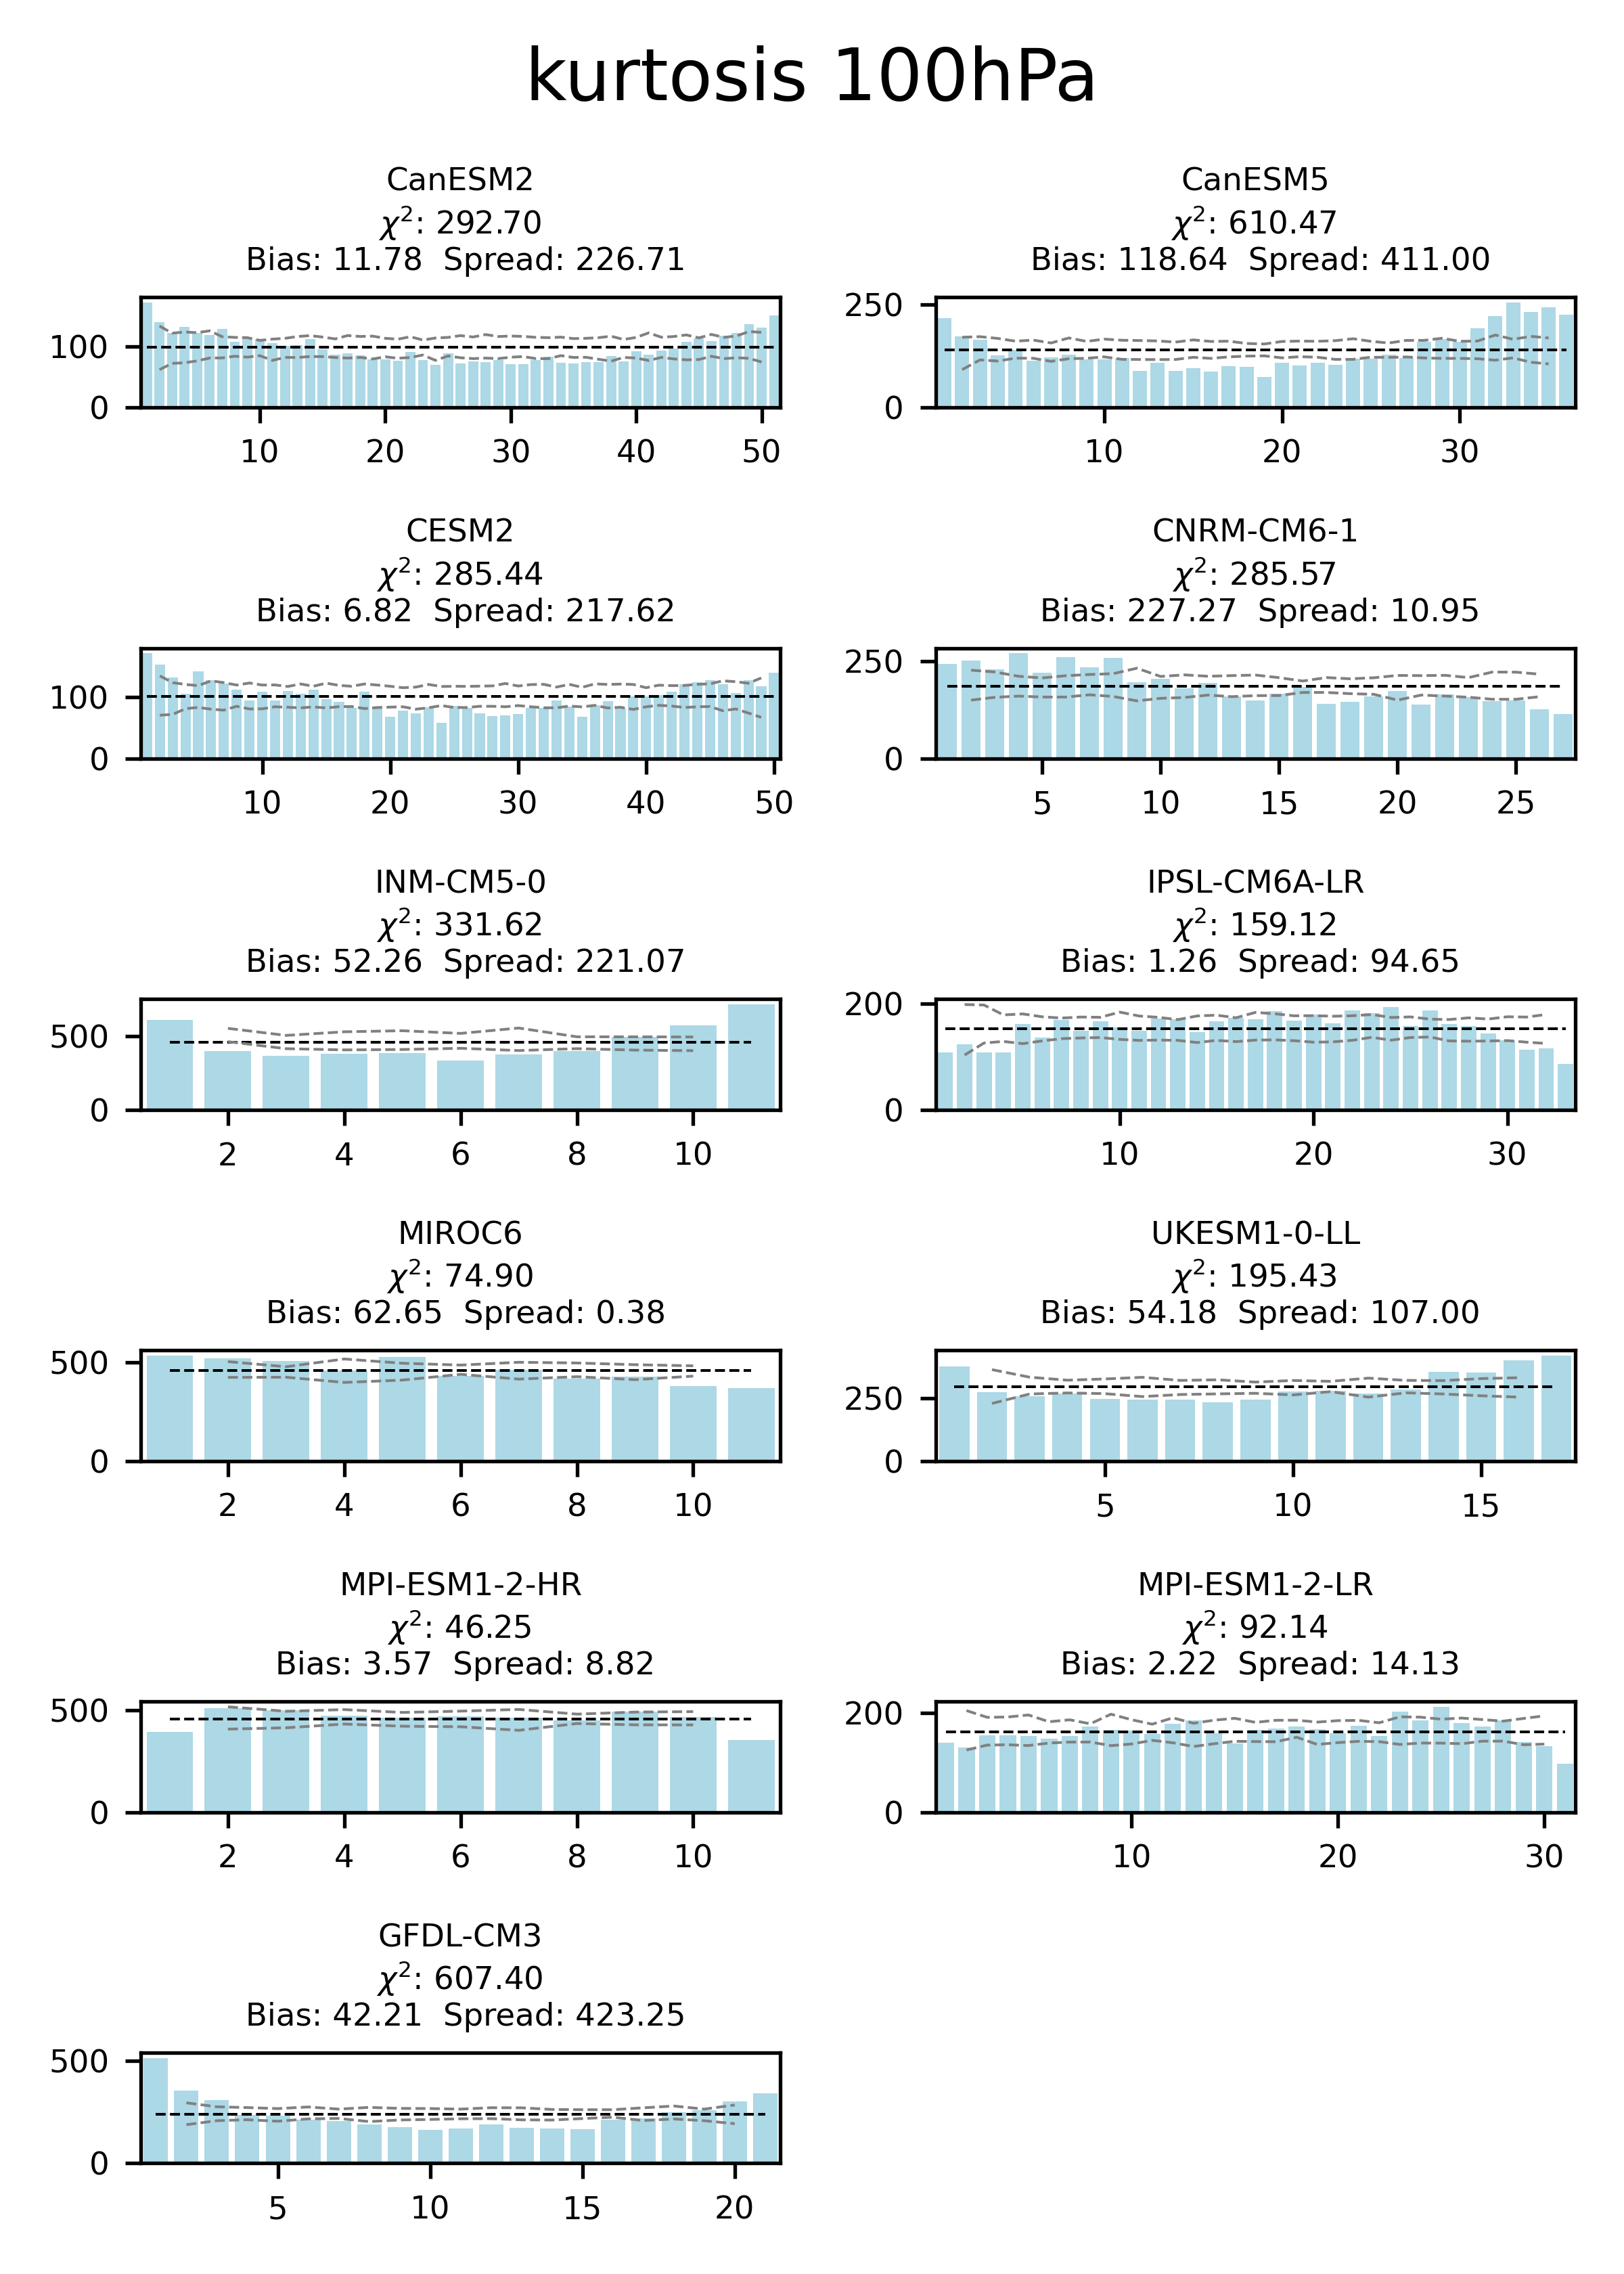 kurtosis 100hPa
CanESM2
χ²: 292.70
Bias: 11.78  Spread: 226.71
100
0
10 20 30 40 50
CanESM5
χ²: 610.47
Bias: 118.64  Spread: 411.00
250
0
10 20 30
CESM2
χ²: 285.44
Bias: 6.82  Spread: 217.62
100
0
10 20 30 40 50
CNRM-CM6-1
χ²: 285.57
Bias: 227.27  Spread: 10.95
250
0
5 10 15 20 25
INM-CM5-0
χ²: 331.62
Bias: 52.26  Spread: 221.07
500
0
2 4 6 8 10
IPSL-CM6A-LR
χ²: 159.12
Bias: 1.26  Spread: 94.65
200
0
10 20 30
MIROC6
χ²: 74.90
Bias: 62.65  Spread: 0.38
500
0
2 4 6 8 10
UKESM1-0-LL
χ²: 195.43
Bias: 54.18  Spread: 107.00
250
0
5 10 15
MPI-ESM1-2-HR
χ²: 46.25
Bias: 3.57  Spread: 8.82
500
0
2 4 6 8 10
MPI-ESM1-2-LR
χ²: 92.14
Bias: 2.22  Spread: 14.13
200
0
10 20 30
GFDL-CM3
χ²: 607.40
Bias: 42.21  Spread: 423.25
500
0
5 10 15 20